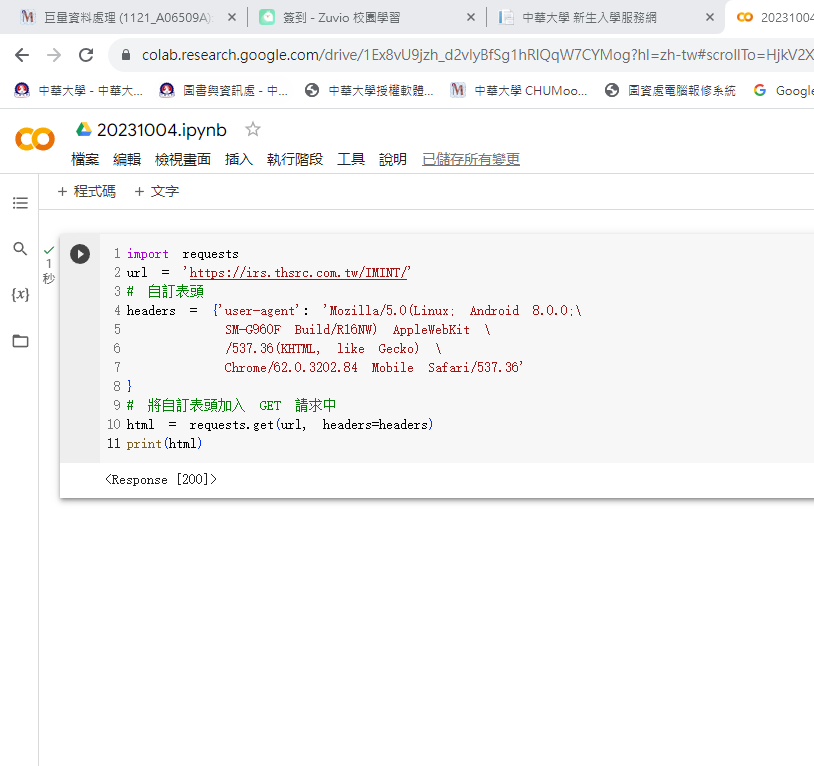 巨量資料處理 (1121_A06509A)
簽到 - Zuvio 校園學習
中華大學 新生入學服務網
20231004
colab.research.google.com/drive/1Ex8vU9jzh_d2vlyBfSg1hRlQqW7CYMog?hl=zh-tw#scrollTo=HjkV2X
中華大學 - 中華大...
圖書與資訊處 - 中...
中華大學授權軟體...
中華大學 CHUMoo...
圖資處電腦報修系統
Google
20231004.ipynb
檔案 編輯 檢視畫面 插入 執行階段 工具 說明 已儲存所有變更
+ 程式碼 + 文字
1 秒
1 import requests
2 url = 'https://irs.thsrc.com.tw/IMINT/'
3 # 自訂表頭
4 headers = {'user-agent': 'Mozilla/5.0(Linux; Android 8.0.0;\
5 SM-G960F Build/R16NW) AppleWebKit \
6 /537.36(KHTML, like Gecko) \
7 Chrome/62.0.3202.84 Mobile Safari/537.36'
8 }
9 # 將自訂表頭加入 GET 請求中
10 html = requests.get(url, headers=headers)
11 print(html)
<Response [200]>